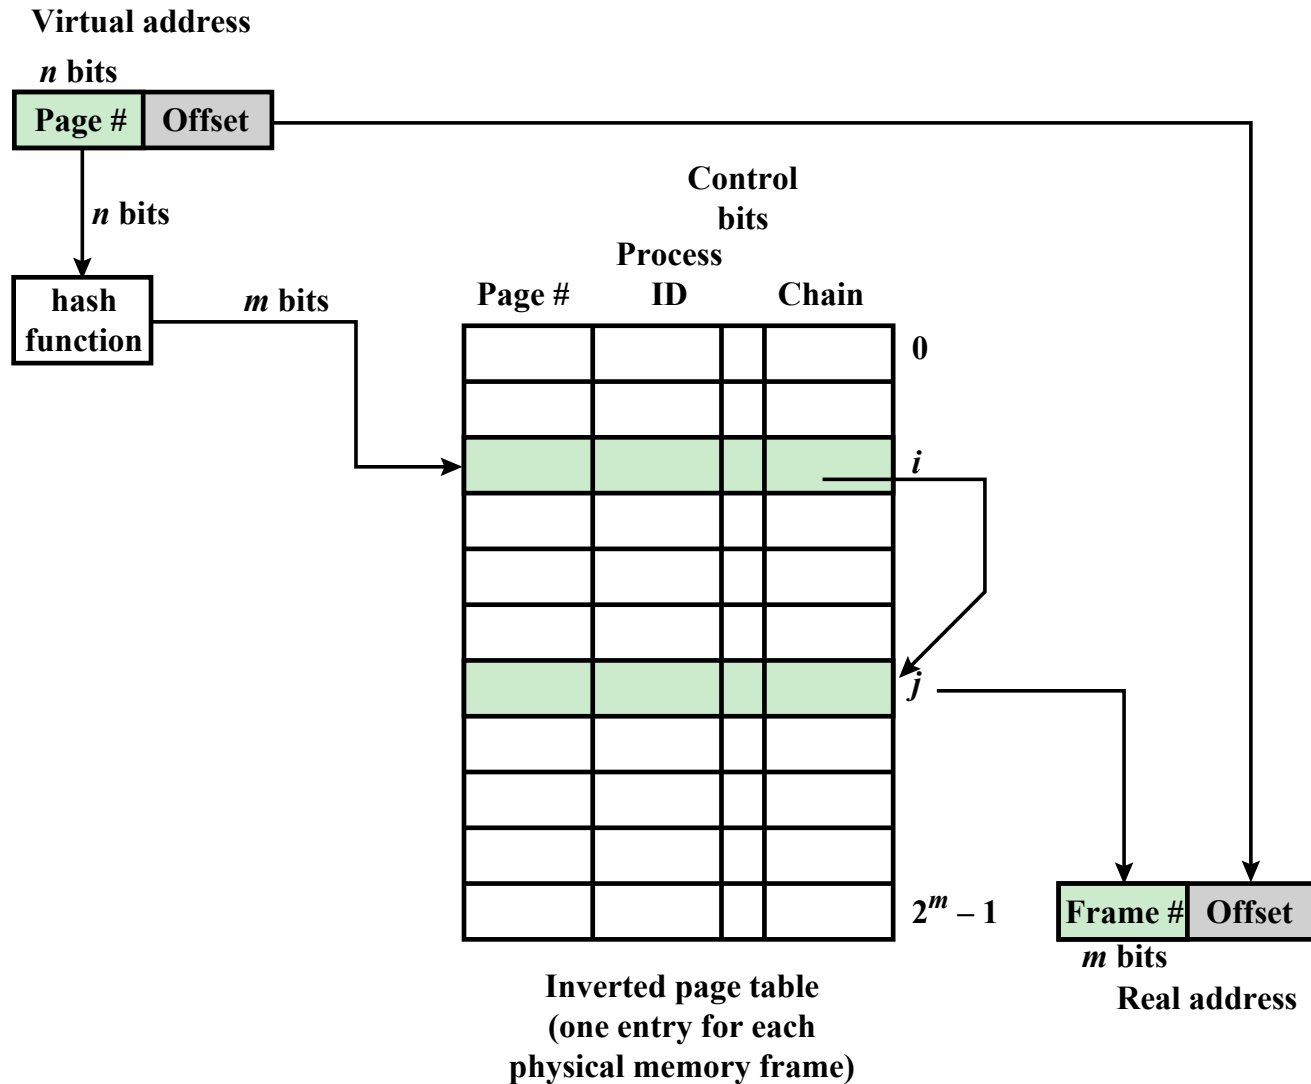 Virtual address
n bits
Page # Offset
n bits
hash
function
m bits
Control
bits
Process
Page # ID Chain
0
i
j
2^m – 1
Frame # Offset
m bits
Real address
Inverted page table
(one entry for each
physical memory frame)